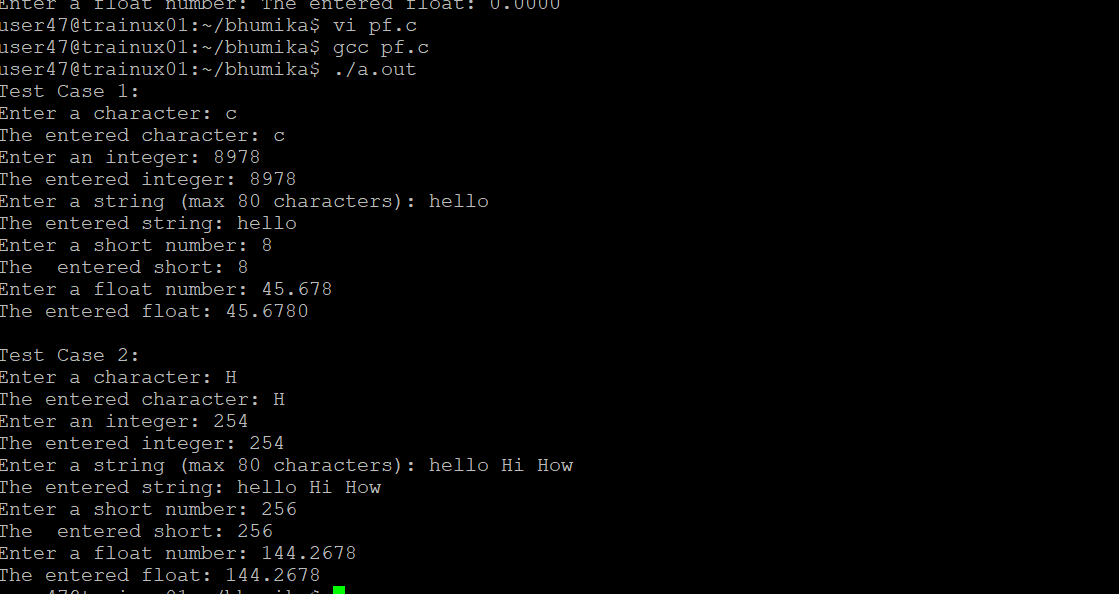 Enter a float number: The entered float: 0.0000
user47@trainux01:~/bhumika$ vi pf.c
user47@trainux01:~/bhumika$ gcc pf.c
user47@trainux01:~/bhumika$ ./a.out
Test Case 1:
Enter a character: c
The entered character: c
Enter an integer: 8978
The entered integer: 8978
Enter a string (max 80 characters): hello
The entered string: hello
Enter a short number: 8
The  entered short: 8
Enter a float number: 45.678
The entered float: 45.6780
Test Case 2:
Enter a character: H
The entered character: H
Enter an integer: 254
The entered integer: 254
Enter a string (max 80 characters): hello Hi How
The entered string: hello Hi How
Enter a short number: 256
The  entered short: 256
Enter a float number: 144.2678
The entered float: 144.2678
user47@trainux01:~/bhumika$